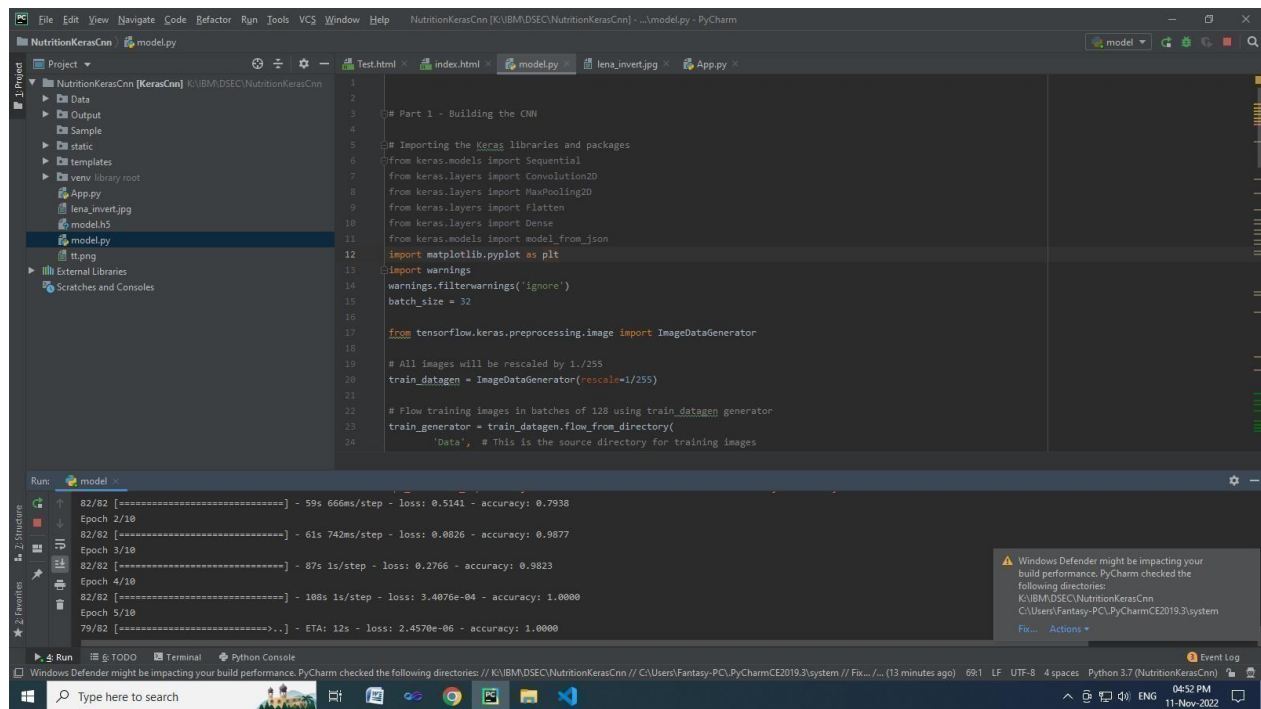 File Edit View Navigate Code Refactor Run Tools VCS Window Help NutritionKerasCnn [K:\IBM\DSEC\NutritionKerasCnn] - ...\model.py - PyCharm
NutritionKerasCnn model.py model
Project Test.html index.html model.py lena_invert.jpg App.py
1: Project
NutritionKerasCnn [KerasCnn] K:\IBM\DSEC\NutritionKerasCnn
Data
Output
Sample
static
templates
venv library root
App.py
lena_invert.jpg
model.h5
model.py
tt.png
External Libraries
Scratches and Consoles
1
2
3 # Part 1 - Building the CNN
4
5 # Importing the Keras libraries and packages
6 from keras.models import Sequential
7 from keras.layers import Convolution2D
8 from keras.layers import MaxPooling2D
9 from keras.layers import Flatten
10 from keras.layers import Dense
11 from keras.models import model_from_json
12 import matplotlib.pyplot as plt
13 import warnings
14 warnings.filterwarnings('ignore')
15 batch_size = 32
16
17 from tensorflow.keras.preprocessing.image import ImageDataGenerator
18
19 # All images will be rescaled by 1./255
20 train_datagen = ImageDataGenerator(rescale=1/255)
21
22 # Flow training images in batches of 128 using train_datagen generator
23 train_generator = train_datagen.flow_from_directory(
24 'Data', # This is the source directory for training images
Run: model
82/82 [==============================] - 59s 666ms/step - loss: 0.5141 - accuracy: 0.7938
Epoch 2/10
82/82 [==============================] - 61s 742ms/step - loss: 0.0826 - accuracy: 0.9877
Epoch 3/10
82/82 [==============================] - 87s 1s/step - loss: 0.2766 - accuracy: 0.9823
Epoch 4/10
82/82 [==============================] - 108s 1s/step - loss: 3.4076e-04 - accuracy: 1.0000
Epoch 5/10
79/82 [===========================>..] - ETA: 12s - loss: 2.4570e-06 - accuracy: 1.0000
Z: Structure
2: Favorites
Windows Defender might be impacting your
build performance. PyCharm checked the
following directories:
K:\IBM\DSEC\NutritionKerasCnn
C:\Users\Fantasy-PC\.PyCharmCE2019.3\system
Fix... Actions
4: Run 6: TODO Terminal Python Console 3 Event Log
Windows Defender might be impacting your build performance. PyCharm checked the following directories: // K:\IBM\DSEC\NutritionKerasCnn // C:\Users\Fantasy-PC\.PyCharmCE2019.3\system // Fix... /... (13 minutes ago) 69:1 LF UTF-8 4 spaces Python 3.7 (NutritionKerasCnn)
Type here to search ENG 04:52 PM
11-Nov-2022